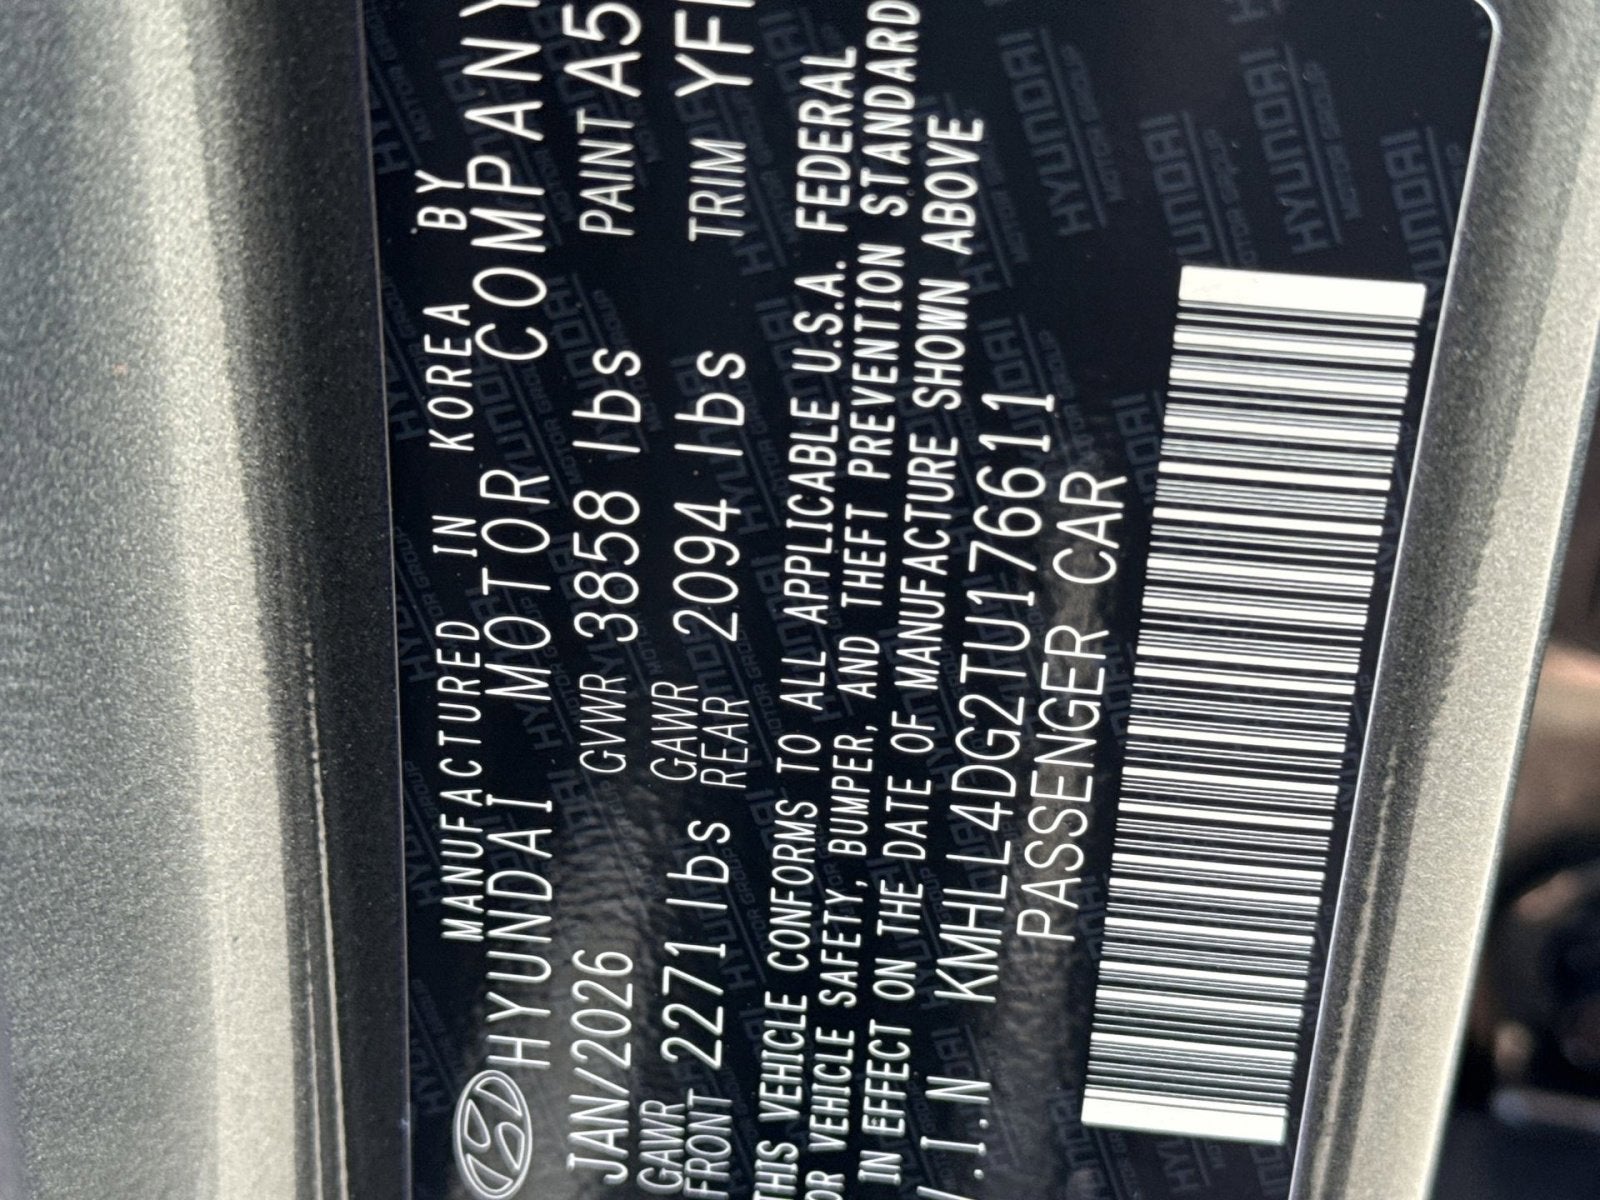 MANUFACTURED IN KOREA BY
HYUNDAI MOTOR COMPANY
JAN/2026 GVWR 3858 lbs PAINT A5
GAWR FRONT 2271 lbs GAWR REAR 2094 lbs TRIM
THIS VEHICLE CONFORMS TO ALL APPLICABLE U.S.A. FEDERAL
OR VEHICLE SAFETY, BUMPER, AND THEFT PREVENTION STANDARD
IN EFFECT ON THE DATE OF MANUFACTURE SHOWN ABOVE
V.I.N KMHLL4DG2TU176611
PASSENGER CAR